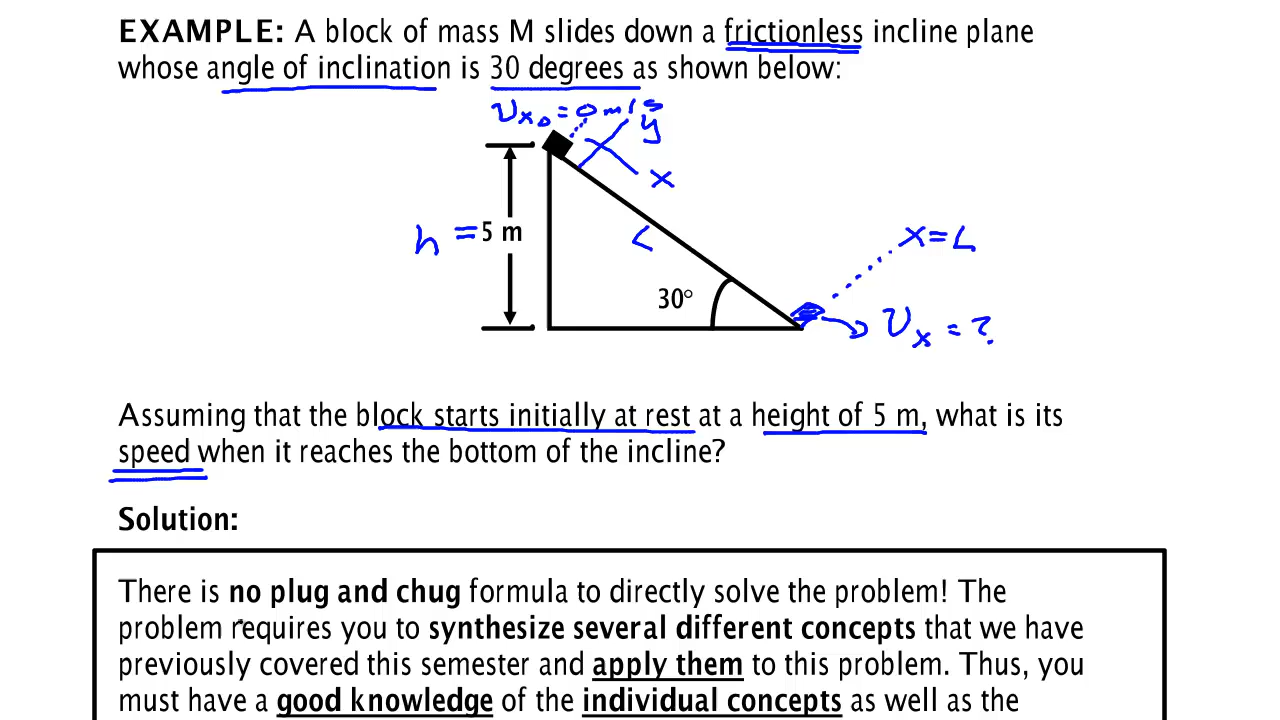 EXAMPLE: A block of mass M slides down a frictionless incline plane
whose angle of inclination is 30 degrees as shown below:
Vx₀ = 0 m/s
y
x
h = 5 m
L
x = L
30°
Vx = ?
Assuming that the block starts initially at rest at a height of 5 m, what is its
speed when it reaches the bottom of the incline?
Solution:
There is no plug and chug formula to directly solve the problem! The
problem requires you to synthesize several different concepts that we have
previously covered this semester and apply them to this problem. Thus, you
must have a good knowledge of the individual concepts as well as the